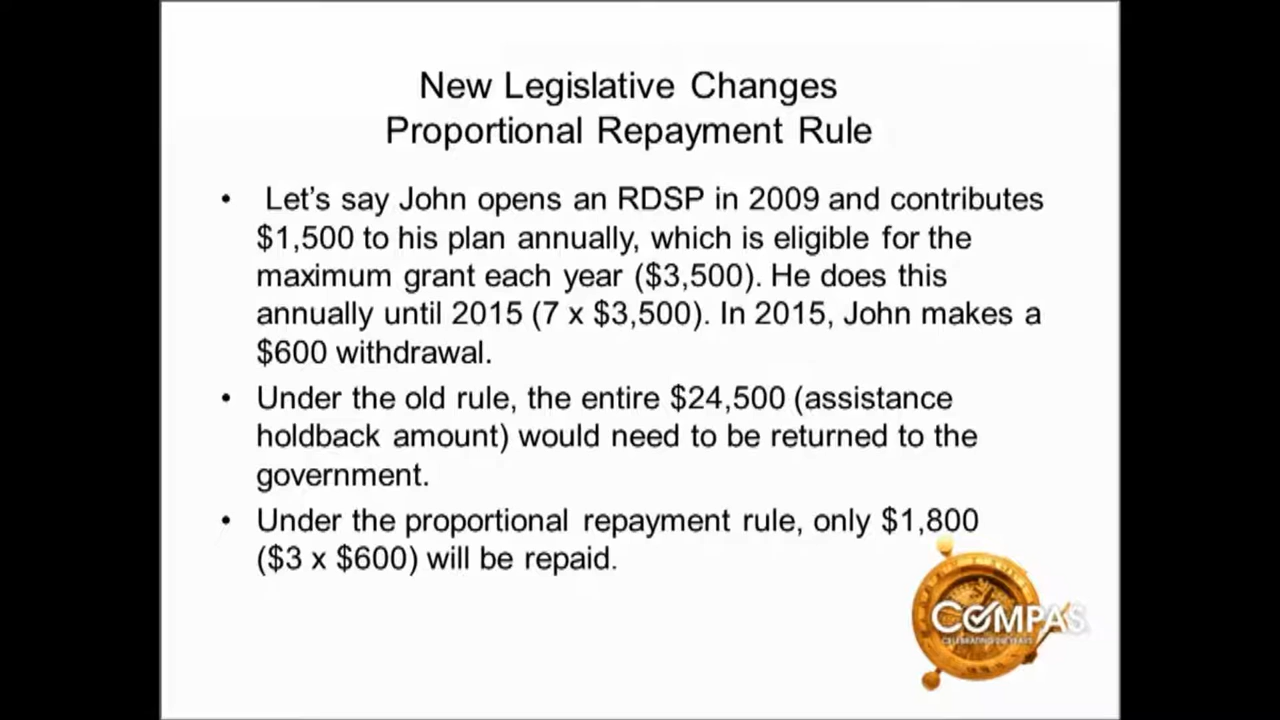 New Legislative Changes
Proportional Repayment Rule
• Let’s say John opens an RDSP in 2009 and contributes
$1,500 to his plan annually, which is eligible for the
maximum grant each year ($3,500). He does this
annually until 2015 (7 x $3,500). In 2015, John makes a
$600 withdrawal.
• Under the old rule, the entire $24,500 (assistance
holdback amount) would need to be returned to the
government.
• Under the proportional repayment rule, only $1,800
($3 x $600) will be repaid.
COMPAS
CELEBRATING